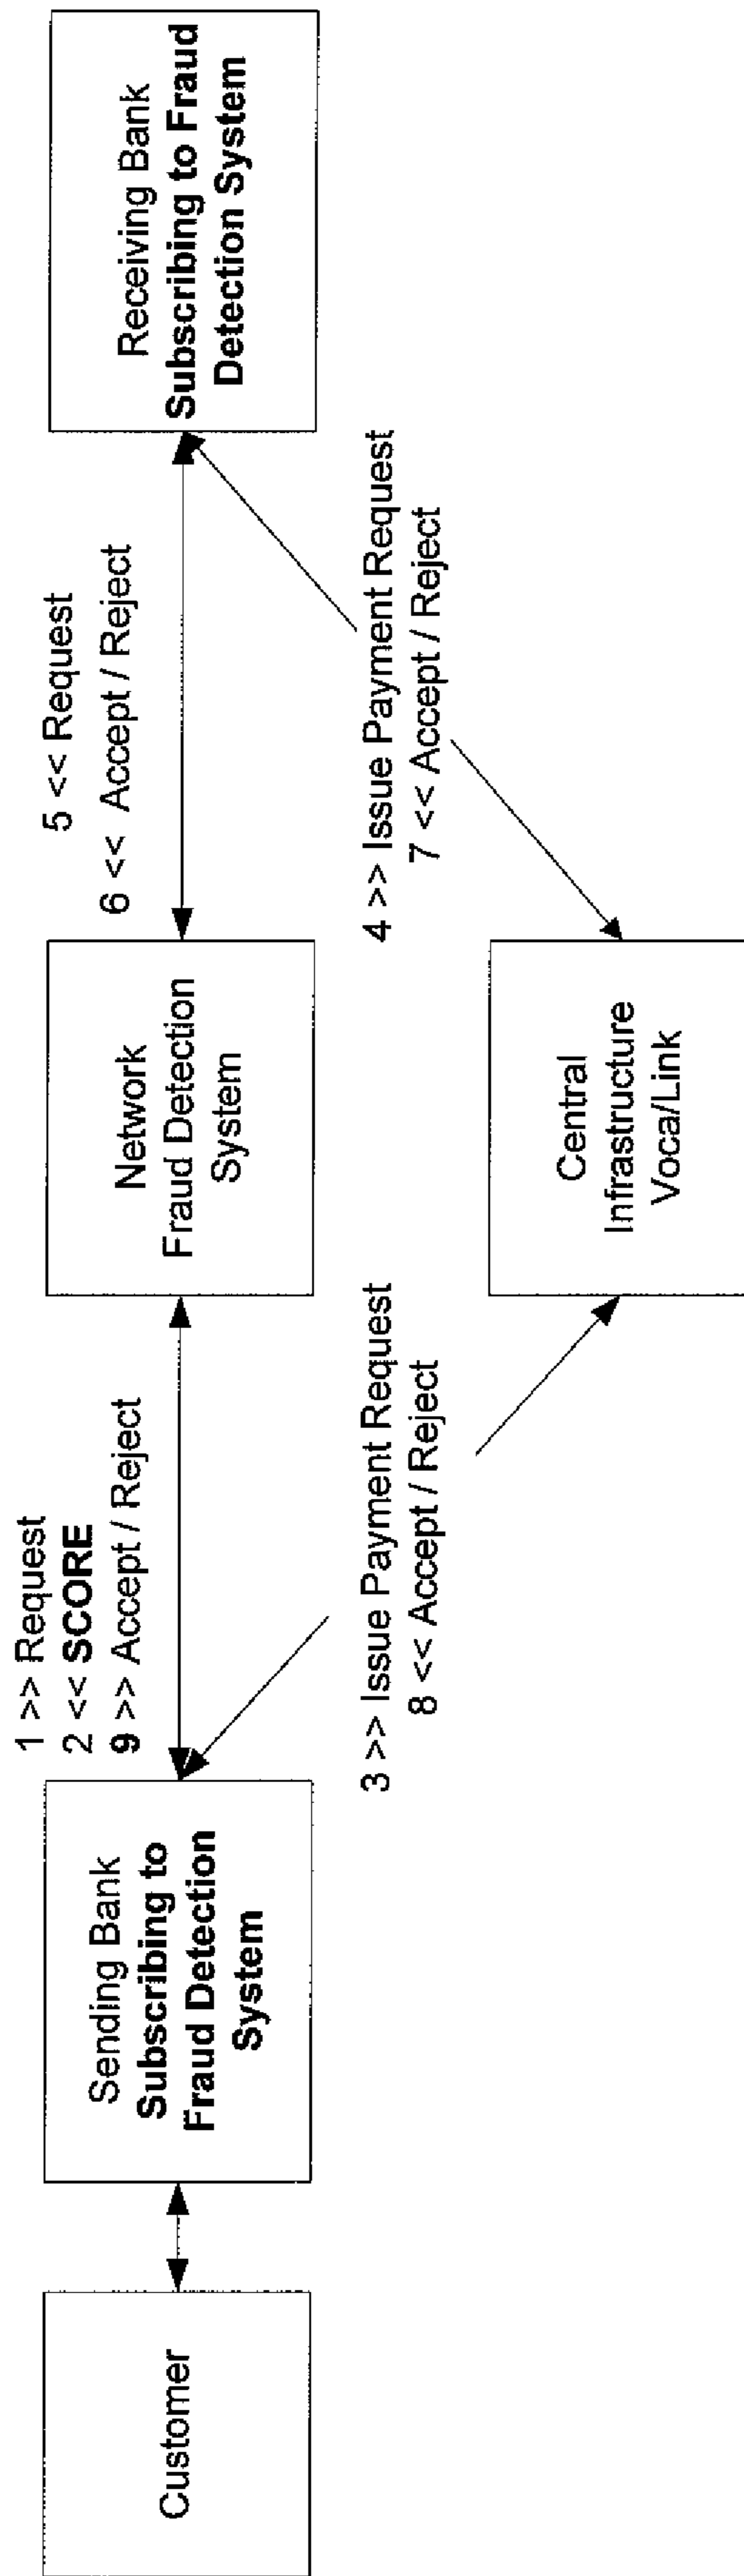 Customer
Sending Bank
Subscribing to
Fraud Detection
System
1 >> Request
2 << SCORE
9 >> Accept / Reject
3 >> Issue Payment Request
8 << Accept / Reject
Network
Fraud Detection
System
Central
Infrastructure
Voca/Link
5 << Request
6 << Accept / Reject
4 >> Issue Payment Request
7 << Accept / Reject
Receiving Bank
Subscribing to Fraud
Detection System